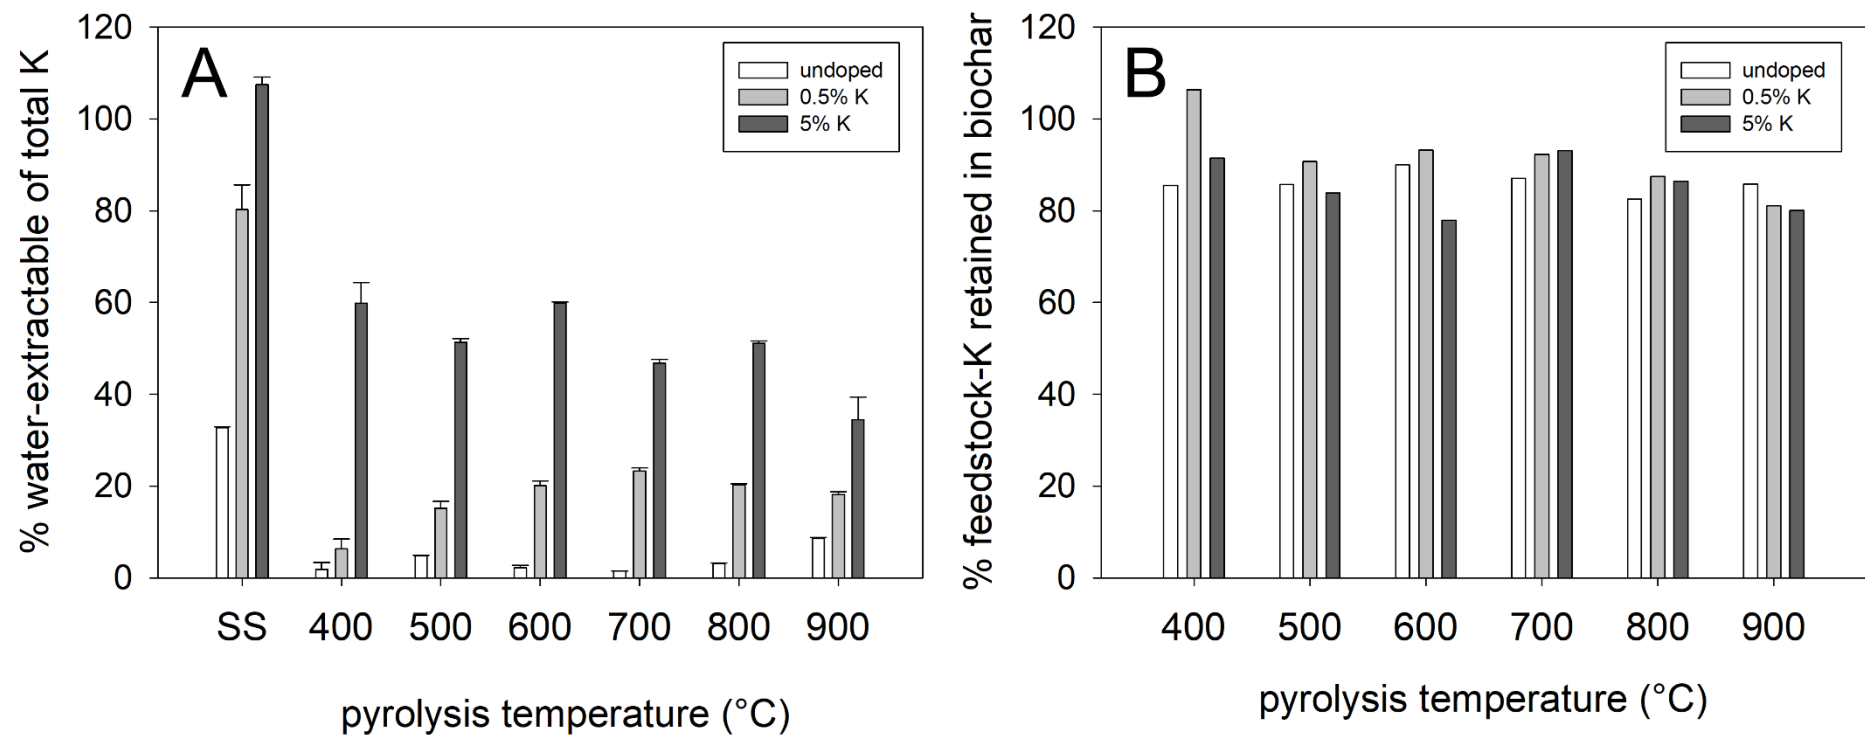 A
% water-extractable of total K
120
100
80
60
40
20
0
undoped
0.5% K
5% K
SS 400 500 600 700 800 900
pyrolysis temperature (°C)
B
% feedstock-K retained in biochar
120
100
80
60
40
20
0
undoped
0.5% K
5% K
400 500 600 700 800 900
pyrolysis temperature (°C)